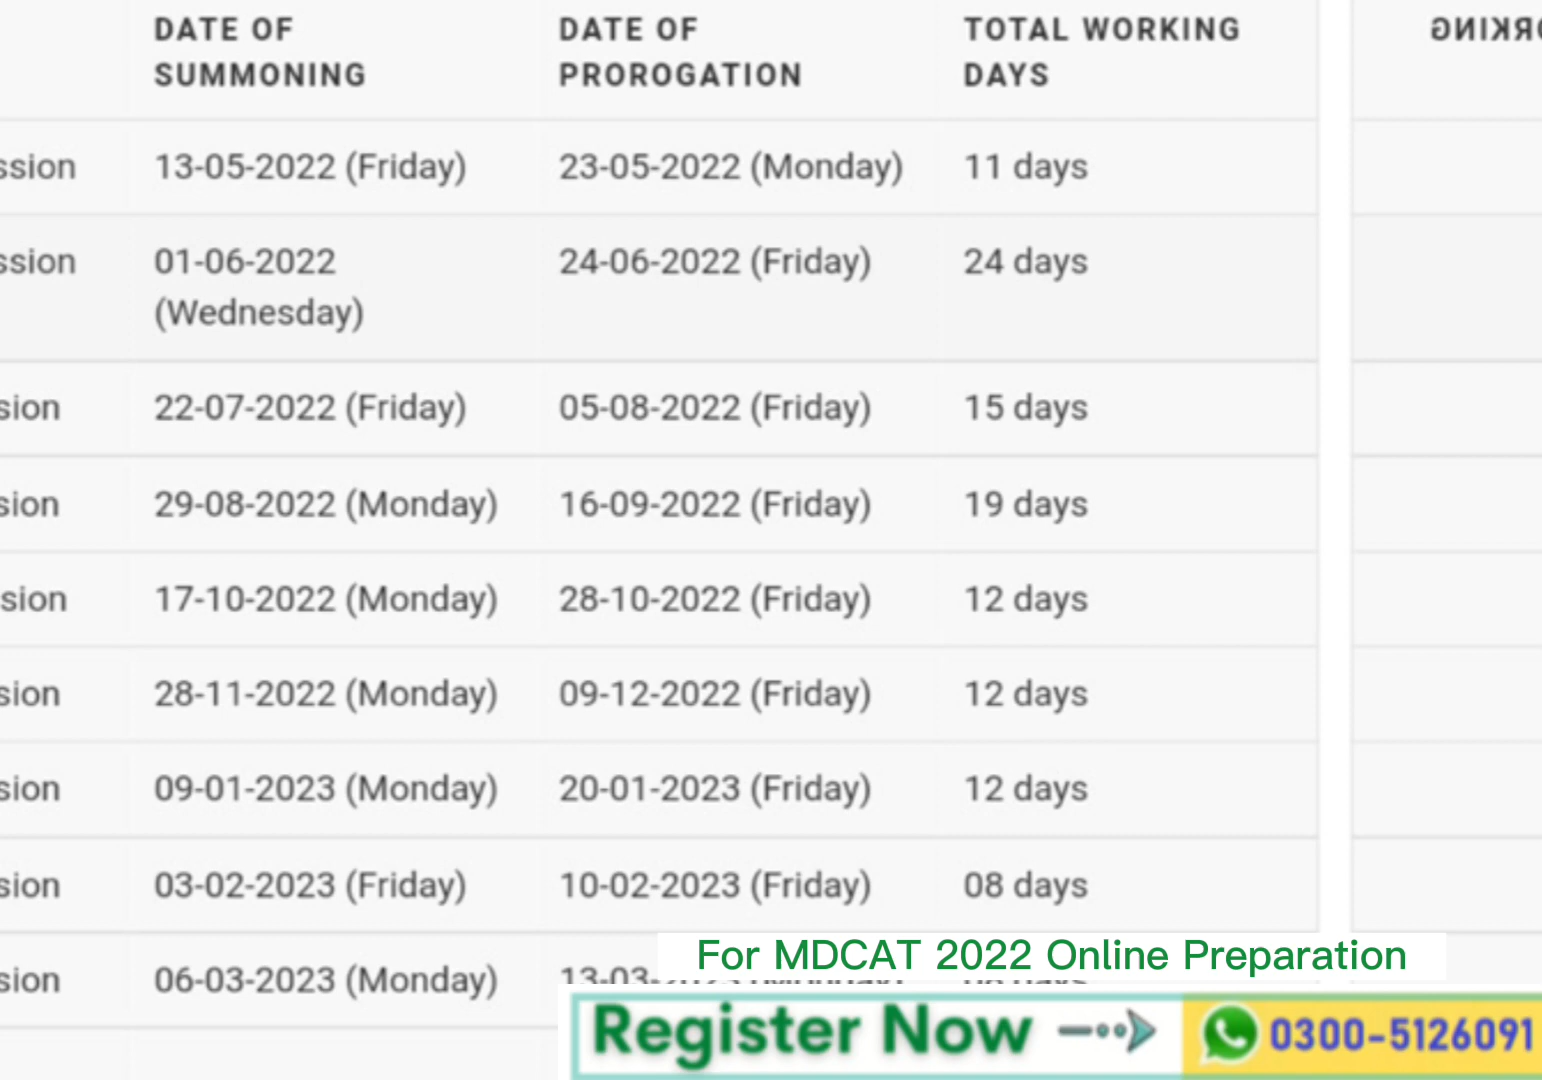 DATE OF SUMMONING
DATE OF PROROGATION
TOTAL WORKING DAYS
ssion 13-05-2022 (Friday) 23-05-2022 (Monday) 11 days
ssion 01-06-2022 (Wednesday) 24-06-2022 (Friday) 24 days
sion 22-07-2022 (Friday) 05-08-2022 (Friday) 15 days
sion 29-08-2022 (Monday) 16-09-2022 (Friday) 19 days
sion 17-10-2022 (Monday) 28-10-2022 (Friday) 12 days
sion 28-11-2022 (Monday) 09-12-2022 (Friday) 12 days
sion 09-01-2023 (Monday) 20-01-2023 (Friday) 12 days
sion 03-02-2023 (Friday) 10-02-2023 (Friday) 08 days
sion 06-03-2023 (Monday)
For MDCAT 2022 Online Preparation
Register Now 0300-5126091